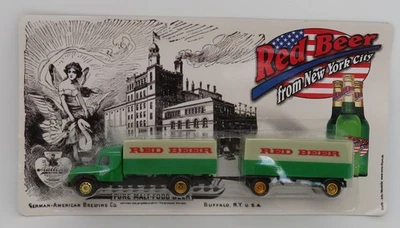 Red Beer
from New York City
RED BEER
RED BEER
PURE MALT-FOOD BEER
GERMAN-AMERICAN BREWING CO.
BUFFALO, N.Y. U.S.A.